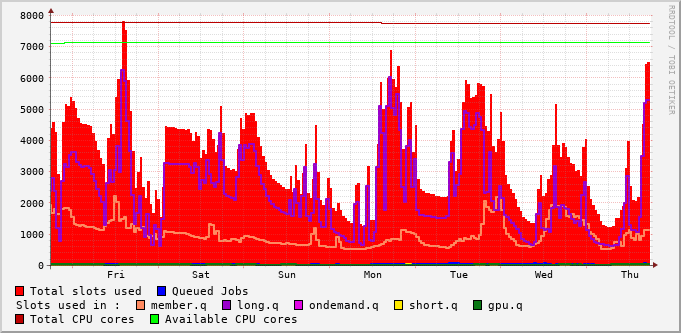 8000
7000
6000
5000
4000
3000
2000
1000
0
Fri Sat Sun Mon Tue Wed Thu
Total slots used Queued Jobs
Slots used in : member.q long.q ondemand.q short.q gpu.q
Total CPU cores Available CPU cores
RRDTOOL / TOBI OETIKER